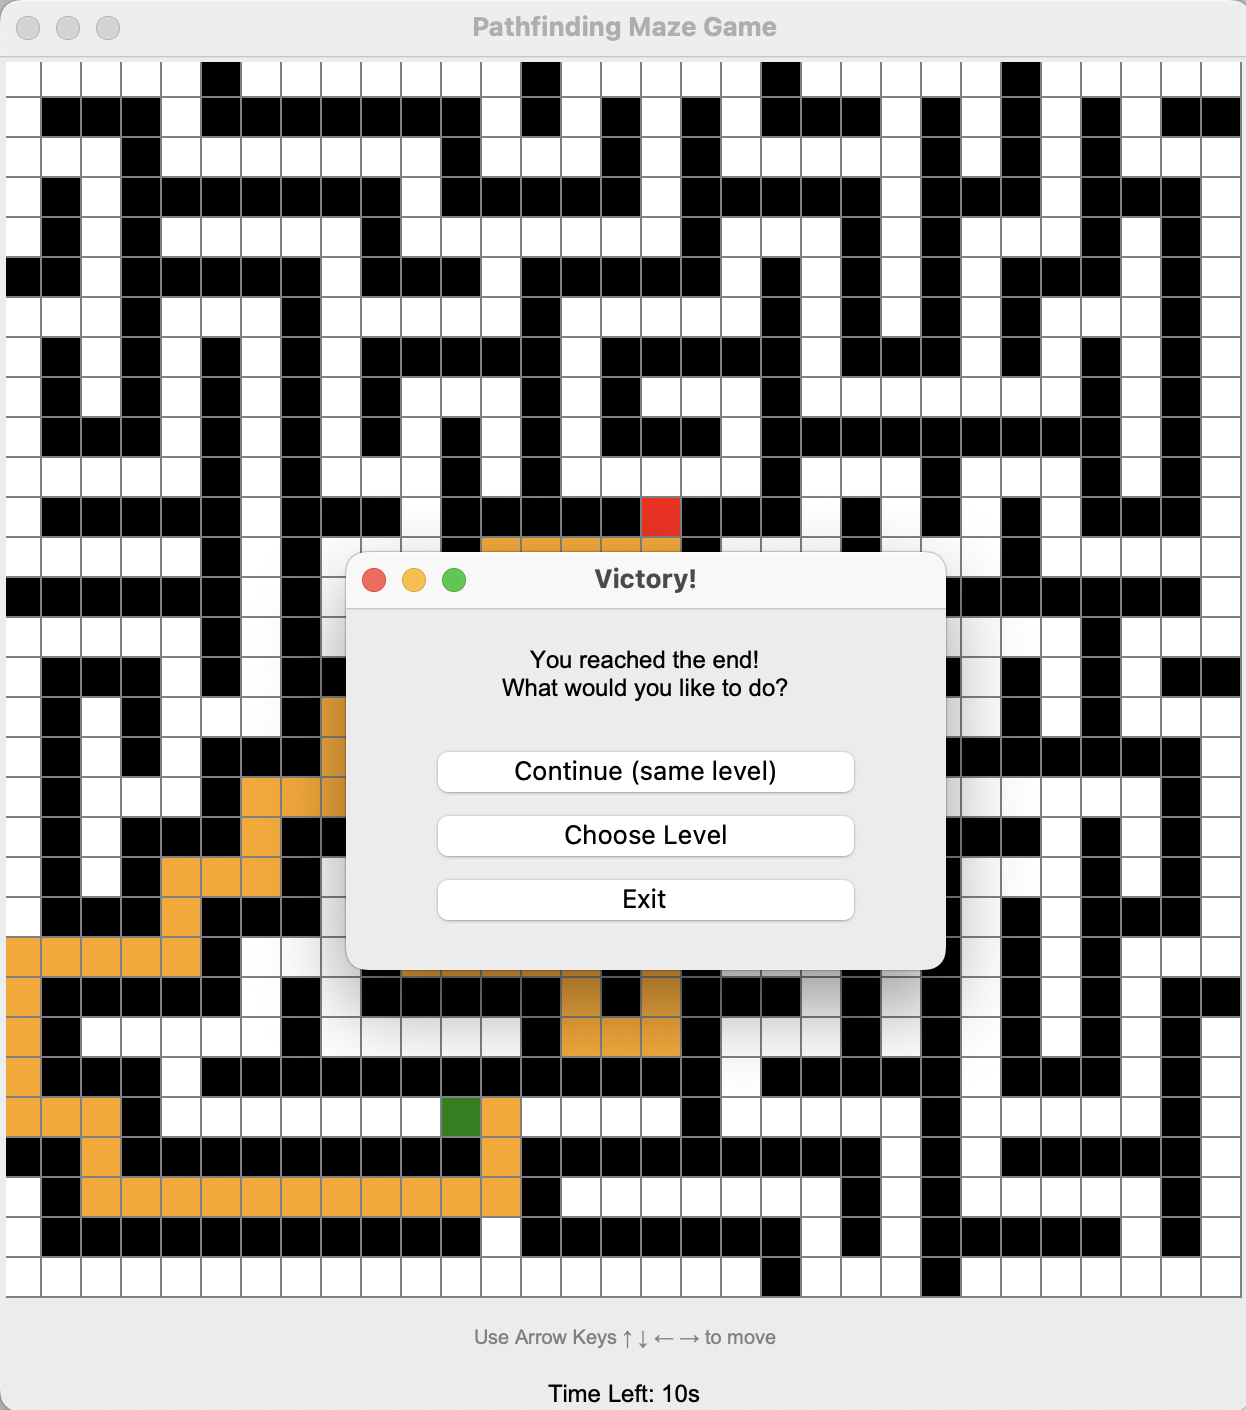 Pathfinding Maze Game
Victory!
You reached the end!
What would you like to do?
Continue (same level)
Choose Level
Exit
Use Arrow Keys ↑↓←→ to move
Time Left: 10s